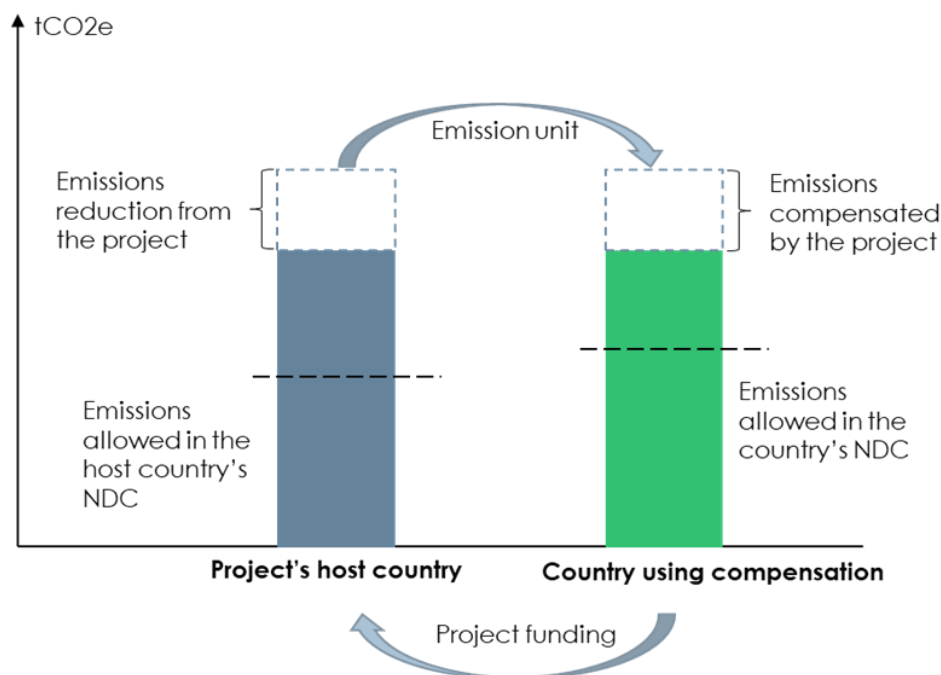 tCO2e
Emission unit
Emissions
reduction from
the project
Emissions
compensated
by the project
Emissions
allowed in the
host country's
NDC
Emissions
allowed in the
country's NDC
Project's host country
Country using compensation
Project funding